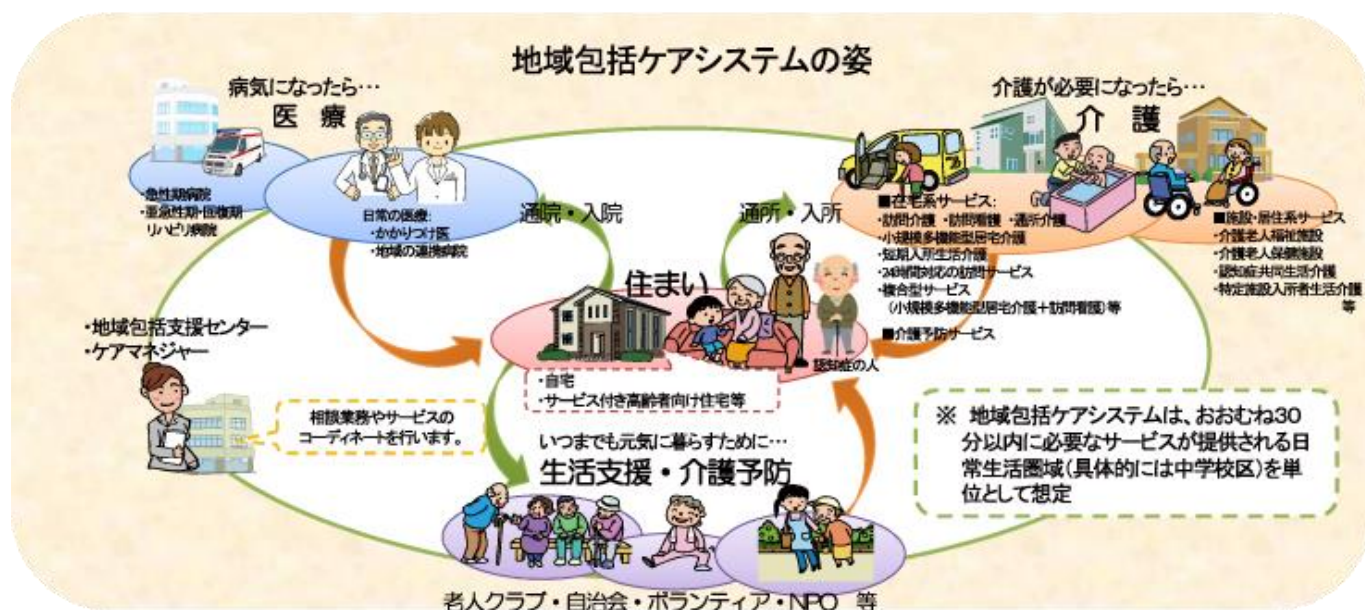 地域包括ケアシステムの姿
病気になったら…
医 療
・急性期病院
・亜急性期・回復期
リハビリ病院
日常の医療：
・かかりつけ医
・地域の連携病院
通院・入院
通所・入所
介護が必要になったら…
介 護
■在宅系サービス：
・訪問介護 ・訪問看護 ・通所介護
・小規模多機能型居宅介護
・短期入所生活介護
・24時間対応の訪問サービス
・複合型サービス
（小規模多機能型居宅介護＋訪問看護）等
■介護予防サービス
■施設・居住系サービス
・介護老人福祉施設
・介護老人保健施設
・認知症共同生活介護
・特定施設入所者生活介護
等
住まい
認知症の人
・自宅
・サービス付き高齢者向け住宅等
・地域包括支援センター
・ケアマネジャー
相談業務やサービスの
コーディネートを行います。
いつまでも元気に暮らすために…
生活支援・介護予防
老人クラブ・自治会・ボランティア・NPO 等
※ 地域包括ケアシステムは、おおむね30
分以内に必要なサービスが提供される日
常生活圏域（具体的には中学校区）を単
位として想定